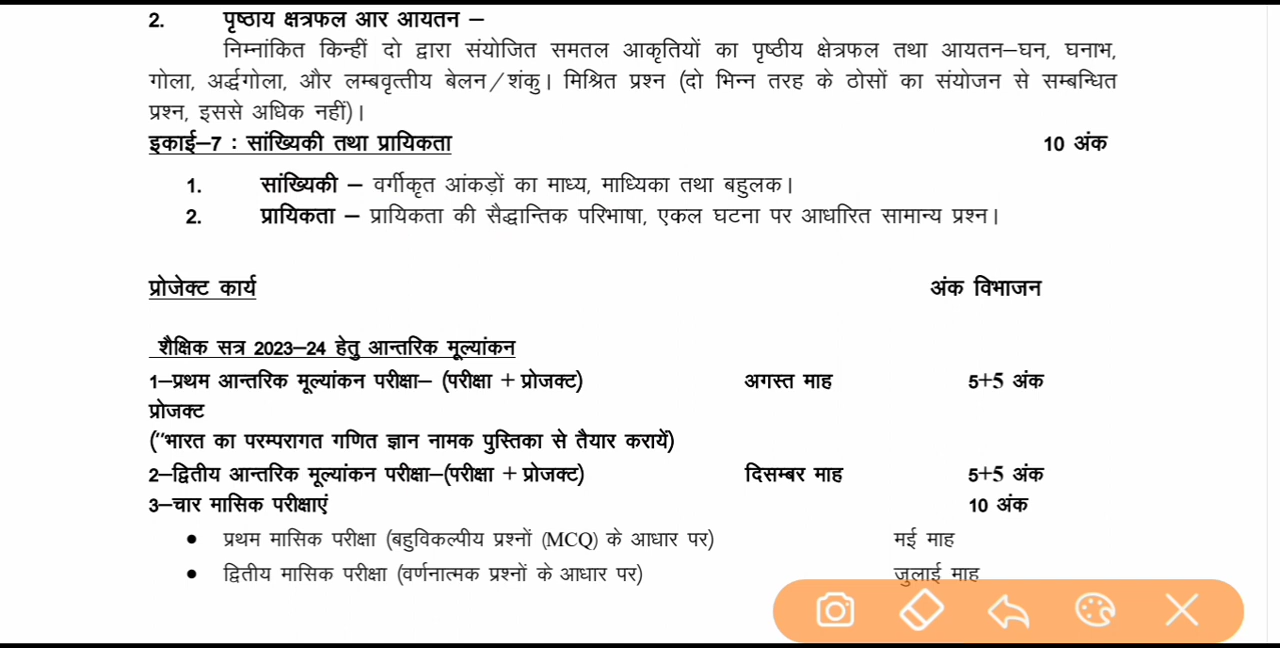 2. पृष्ठीय क्षेत्रफल और आयतन –
निम्नांकित किन्हीं दो द्वारा संयोजित समतल आकृतियों का पृष्ठीय क्षेत्रफल तथा आयतन–घन, घनाभ,
गोला, अर्द्धगोला, और लम्बवृत्तीय बेलन/शंकु। मिश्रित प्रश्न (दो भिन्न तरह के ठोसों का संयोजन से सम्बन्धित
प्रश्न, इससे अधिक नहीं)।
इकाई–7 : सांख्यिकी तथा प्रायिकता 10 अंक
1. सांख्यिकी – वर्गीकृत आंकड़ों का माध्य, माध्यिका तथा बहुलक।
2. प्रायिकता – प्रायिकता की सैद्धान्तिक परिभाषा, एकल घटना पर आधारित सामान्य प्रश्न।
प्रोजेक्ट कार्य अंक विभाजन
शैक्षिक सत्र 2023–24 हेतु आन्तरिक मूल्यांकन
1–प्रथम आन्तरिक मूल्यांकन परीक्षा– (परीक्षा + प्रोजक्ट) अगस्त माह 5+5 अंक
प्रोजक्ट
(''भारत का परम्परागत गणित ज्ञान नामक पुस्तिका से तैयार करायें)
2–द्वितीय आन्तरिक मूल्यांकन परीक्षा–(परीक्षा + प्रोजक्ट) दिसम्बर माह 5+5 अंक
3–चार मासिक परीक्षाएं 10 अंक
• प्रथम मासिक परीक्षा (बहुविकल्पीय प्रश्नों (MCQ) के आधार पर) मई माह
• द्वितीय मासिक परीक्षा (वर्णनात्मक प्रश्नों के आधार पर) जुलाई माह